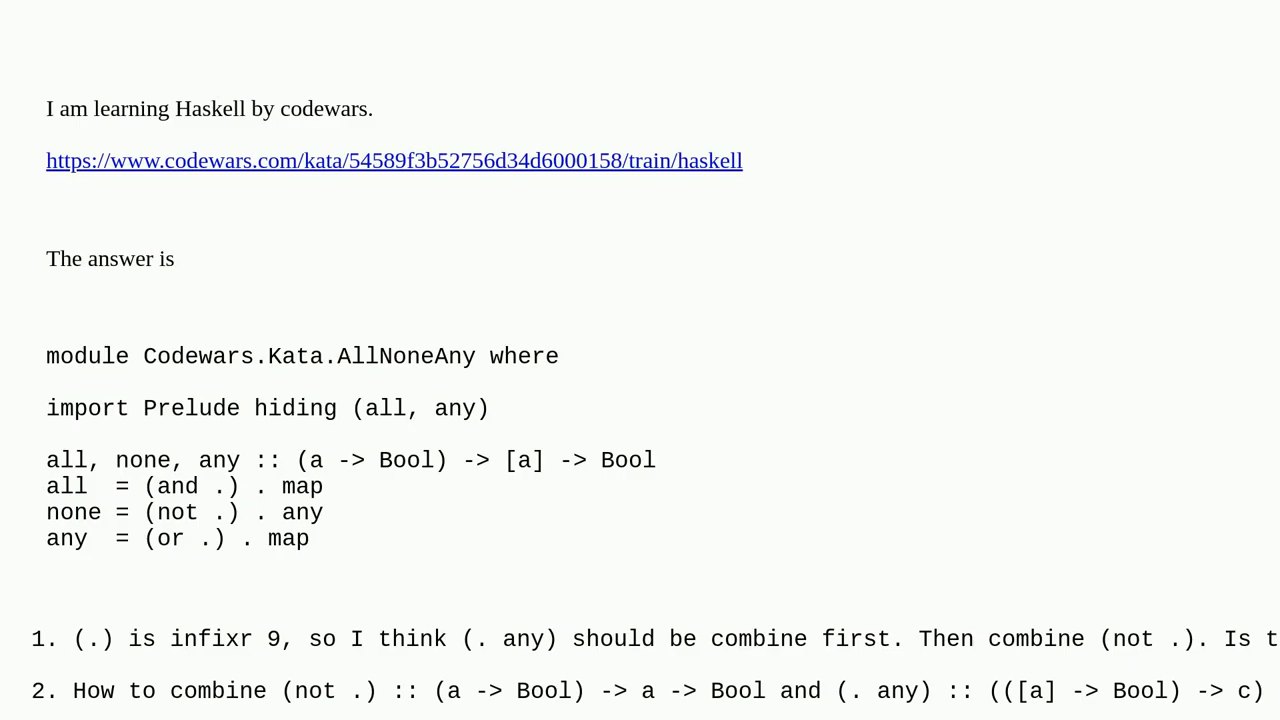 I am learning Haskell by codewars.
https://www.codewars.com/kata/54589f3b52756d34d6000158/train/haskell
The answer is
module Codewars.Kata.AllNoneAny where
import Prelude hiding (all, any)
all, none, any :: (a -> Bool) -> [a] -> Bool
all  = (and .) . map
none = (not .) . any
any  = (or .) . map
1. (.) is infixr 9, so I think (. any) should be combine first. Then combine (not .). Is
2. How to combine (not .) :: (a -> Bool) -> a -> Bool and (. any) :: (([a] -> Bool) -> c)